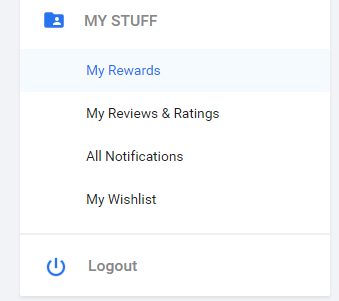 MY STUFF
My Rewards
My Reviews & Ratings
All Notifications
My Wishlist
Logout